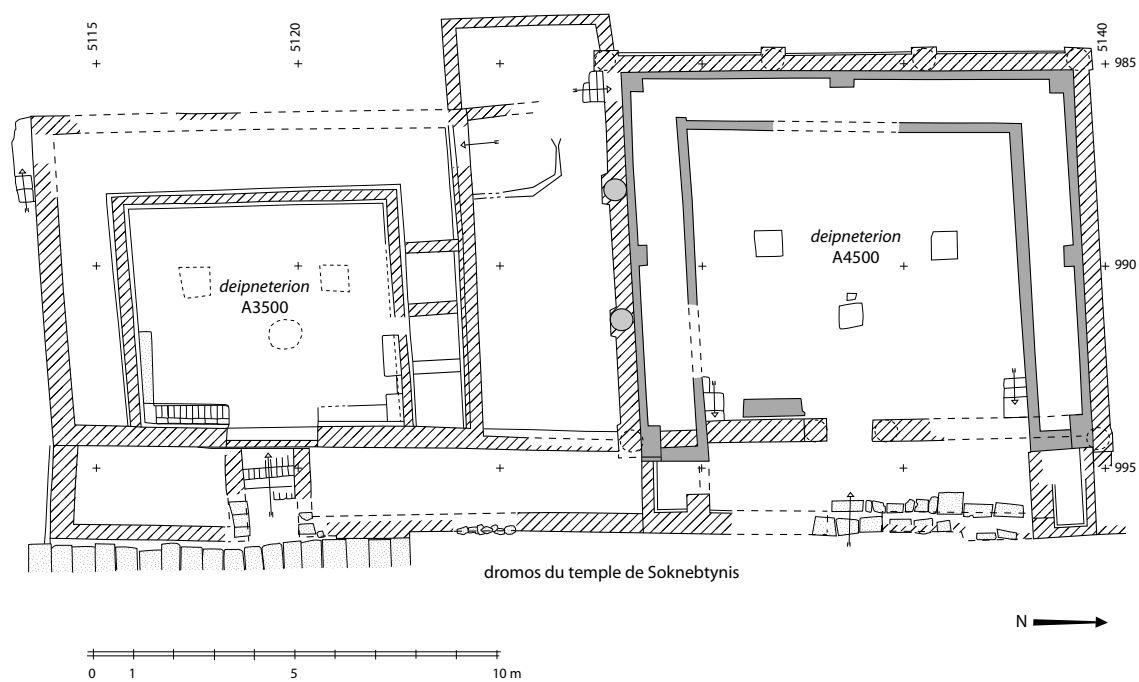 5115
5120
5140
985
deipneterion
A4500
990
deipneterion
A3500
995
dromos du temple de Soknebtynis
N
0 1 5 10 m